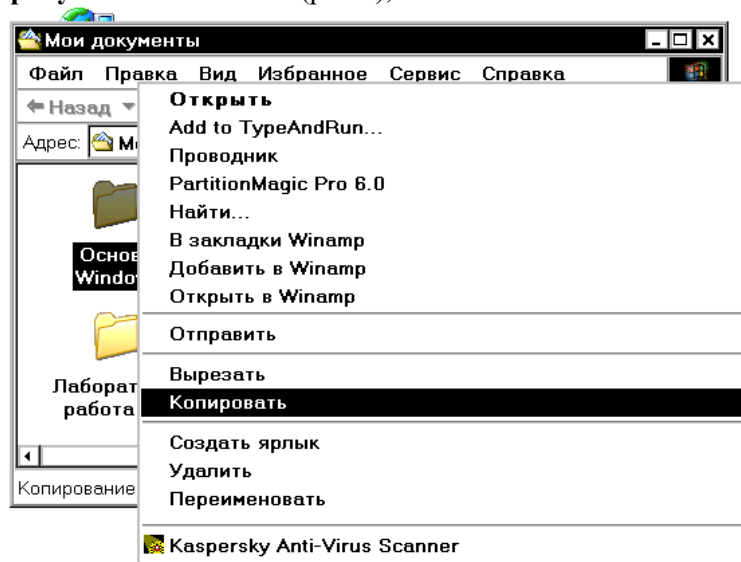 Мои документы
Файл Правка Вид Избранное Сервис Справка
Назад
Адрес:
Открыть
Add to TypeAndRun...
Проводник
PartitionMagic Pro 6.0
Найти...
В закладки Winamp
Добавить в Winamp
Открыть в Winamp
Отправить
Вырезать
Копировать
Создать ярлык
Удалить
Переименовать
Kaspersky Anti-Virus Scanner
Основ
Windo
Лаборат
работа
Копирование